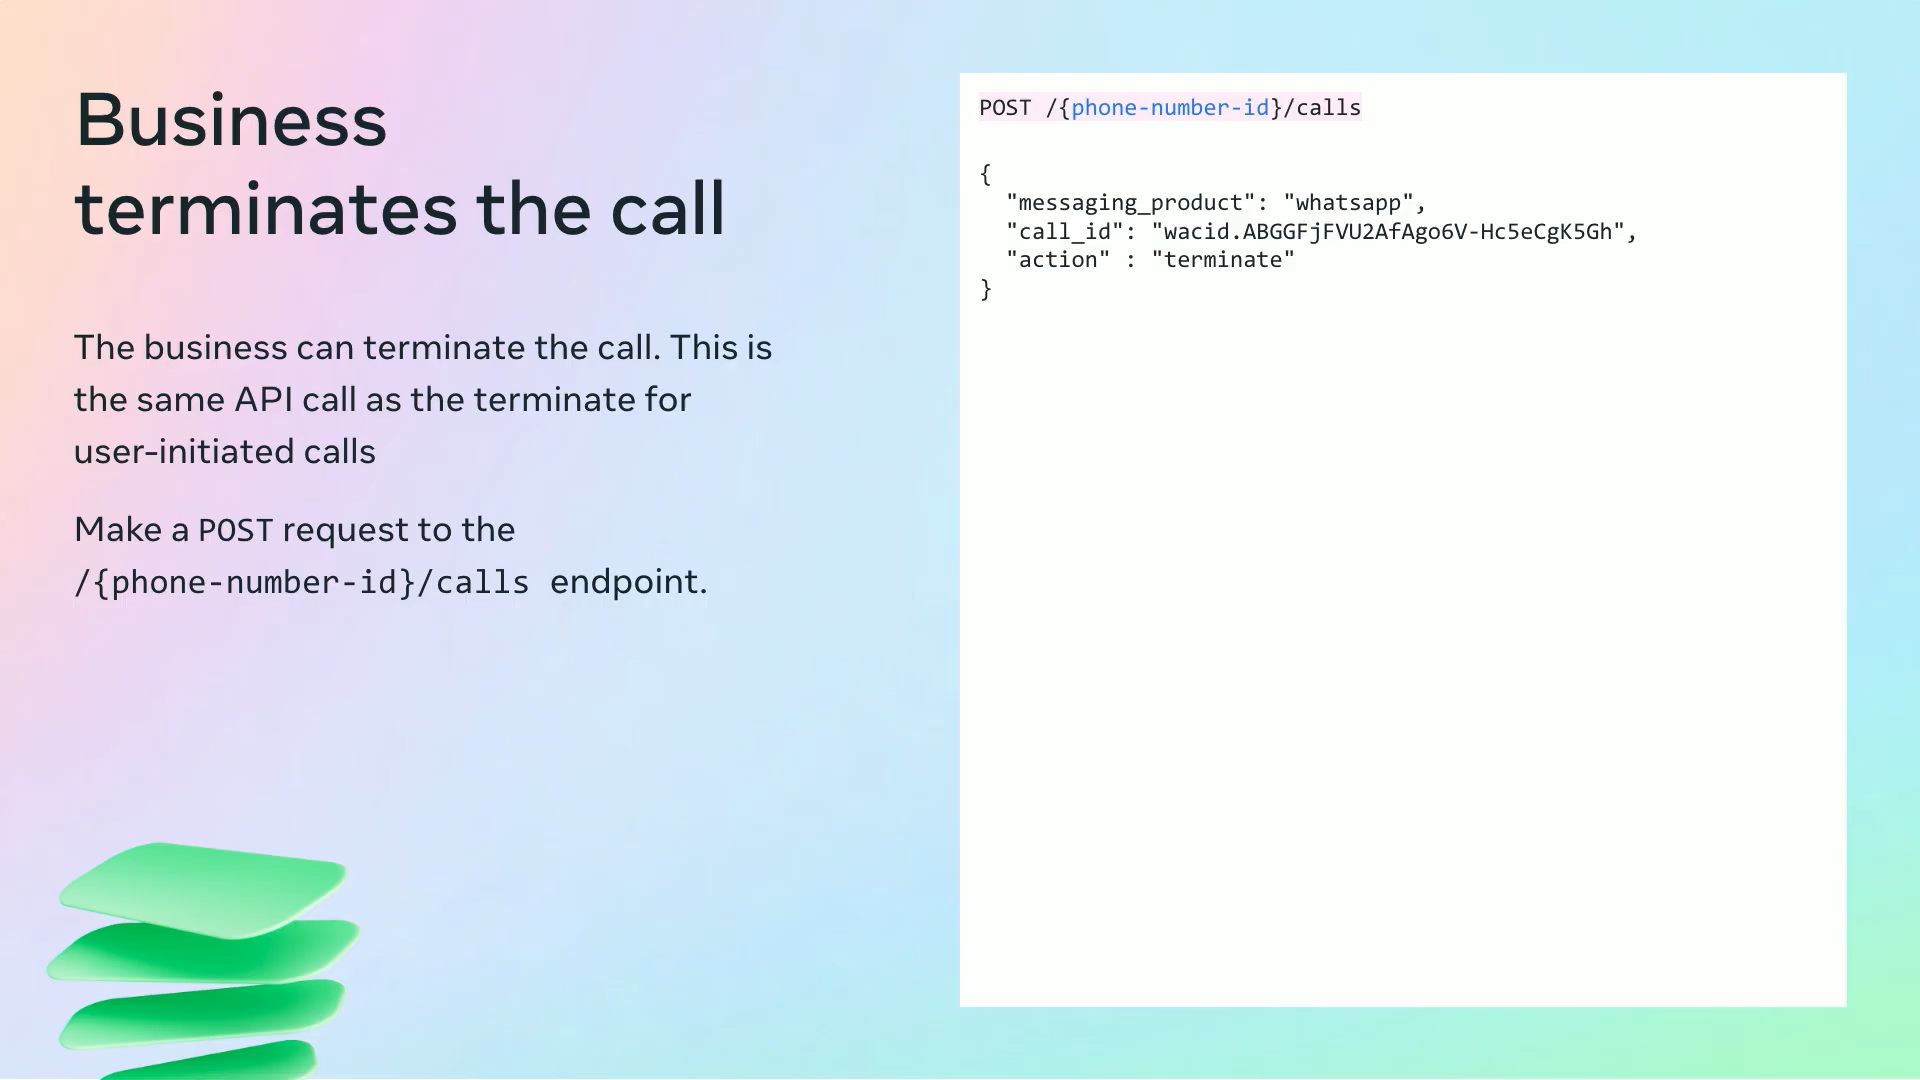 Business
terminates the call
The business can terminate the call. This is
the same API call as the terminate for
user-initiated calls
Make a POST request to the
/{phone-number-id}/calls endpoint.
POST /{phone-number-id}/calls
{
"messaging_product": "whatsapp",
"call_id": "wacid.ABGGFjFVU2AfAgo6V-Hc5eCgK5Gh",
"action" : "terminate"
}